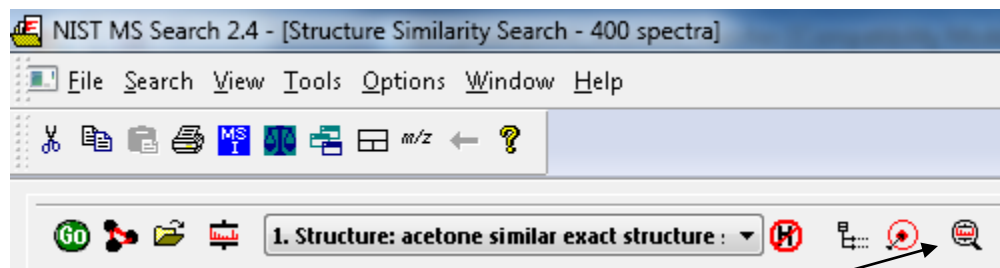 NIST MS Search 2.4 - [Structure Similarity Search - 400 spectra]
File Search View Tools Options Window Help
MS I m/z ?
Go 1. Structure: acetone similar exact structure : H